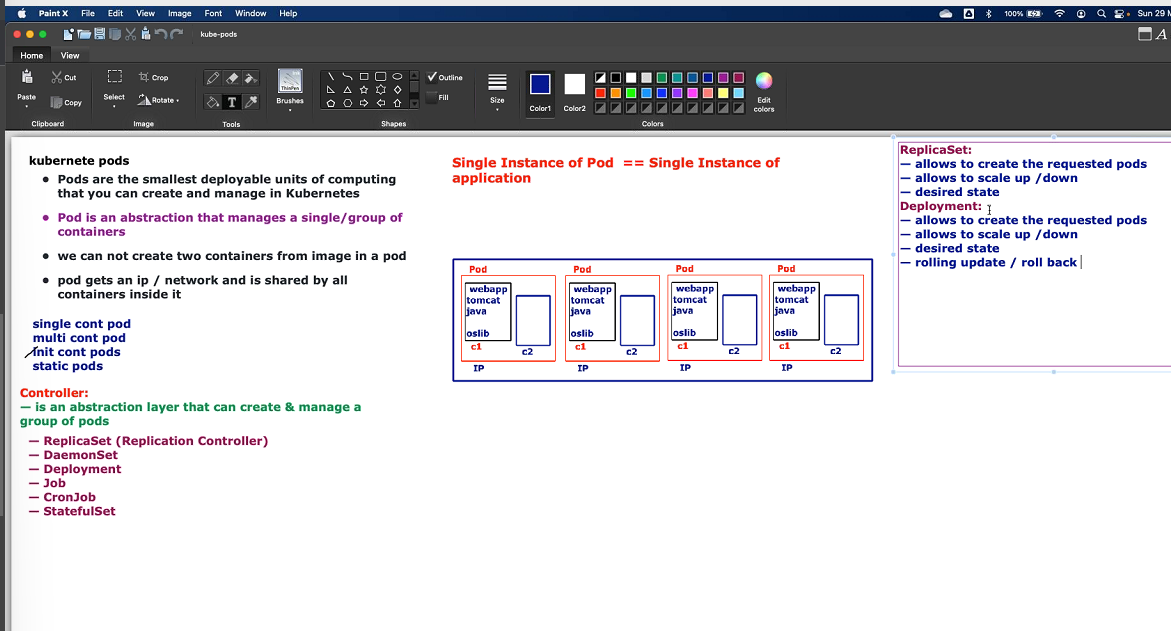 Paint X File Edit View Image Font Window Help
100% Sun 29 M
kube-pods
Home View
Paste Cut Copy
Clipboard
Select Crop Rotate
Image
T
Tools
ThinPen
Brushes
Outline Fill
Shapes
Size
Color1 Color2
Edit colors
Colors
kubernete pods
• Pods are the smallest deployable units of computing
that you can create and manage in Kubernetes
• Pod is an abstraction that manages a single/group of
containers
• we can not create two containers from image in a pod
• pod gets an ip / network and is shared by all
containers inside it
single cont pod
multi cont pod
init cont pods
static pods
Controller:
— is an abstraction layer that can create & manage a
group of pods
— ReplicaSet (Replication Controller)
— DaemonSet
— Deployment
— Job
— CronJob
— StatefulSet
Single Instance of Pod == Single Instance of
application
Pod
webapp
tomcat
java
oslib
c1
c2
IP
Pod
webapp
tomcat
java
oslib
c1
c2
IP
Pod
webapp
tomcat
java
oslib
c1
c2
IP
Pod
webapp
tomcat
java
oslib
c1
c2
IP
ReplicaSet:
— allows to create the requested pods
— allows to scale up /down
— desired state
Deployment:
— allows to create the requested pods
— allows to scale up /down
— desired state
— rolling update / roll back